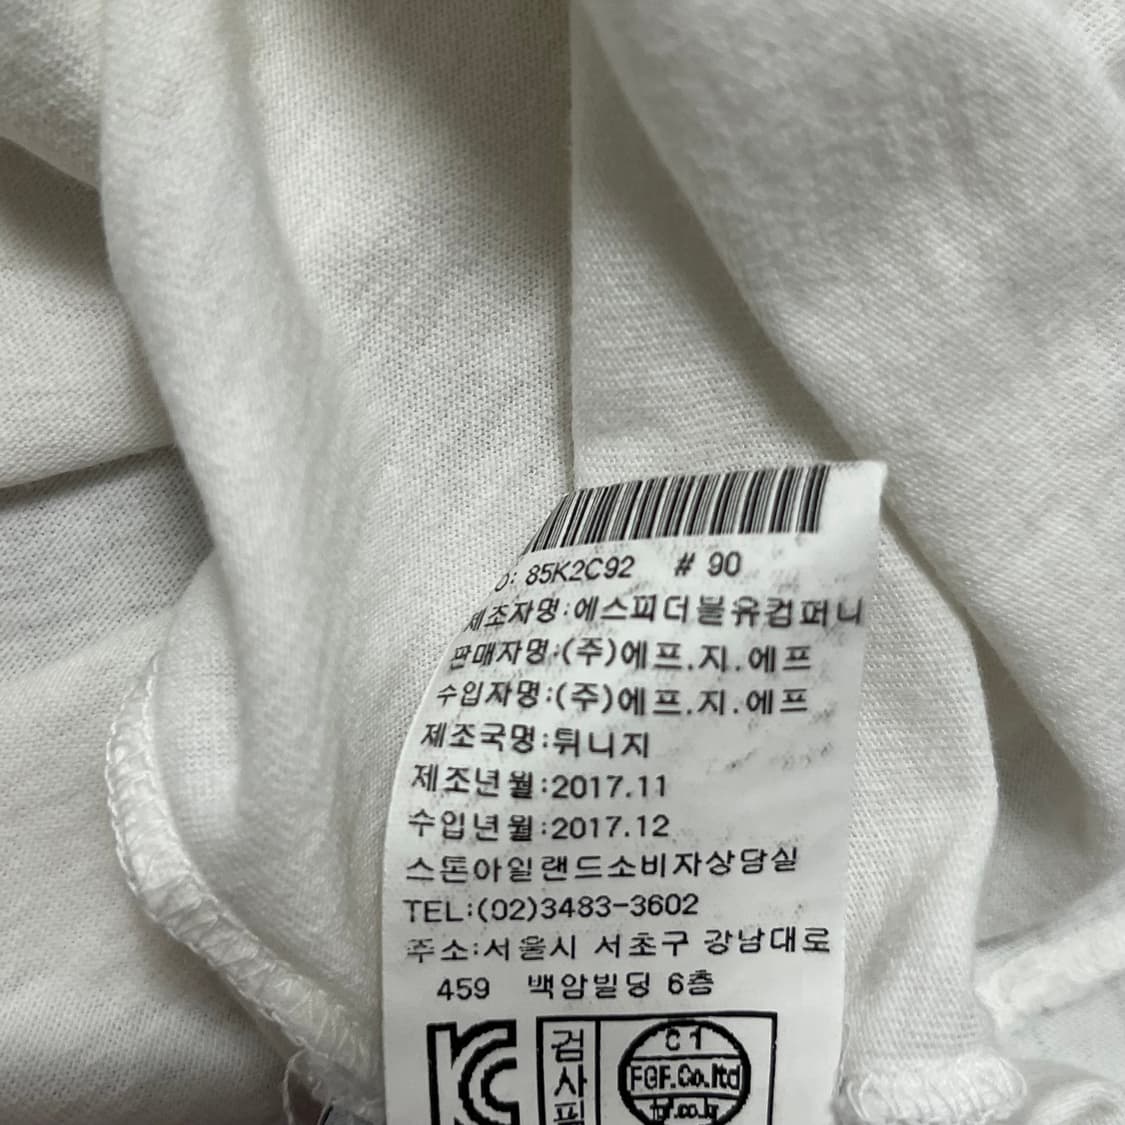 O: 85K2C92 # 90
제조자명:에스피더블유컴퍼니
판매자명:(주)에프.지.에프
수입자명:(주)에프.지.에프
제조국명:튀니지
제조년월:2017.11
수입년월:2017.12
스톤아일랜드소비자상담실
TEL:(02)3483-3602
주소:서울시 서초구 강남대로
459 백암빌딩 6층
검사필
C1
FGF.Co.ltd
fgf.co.kr